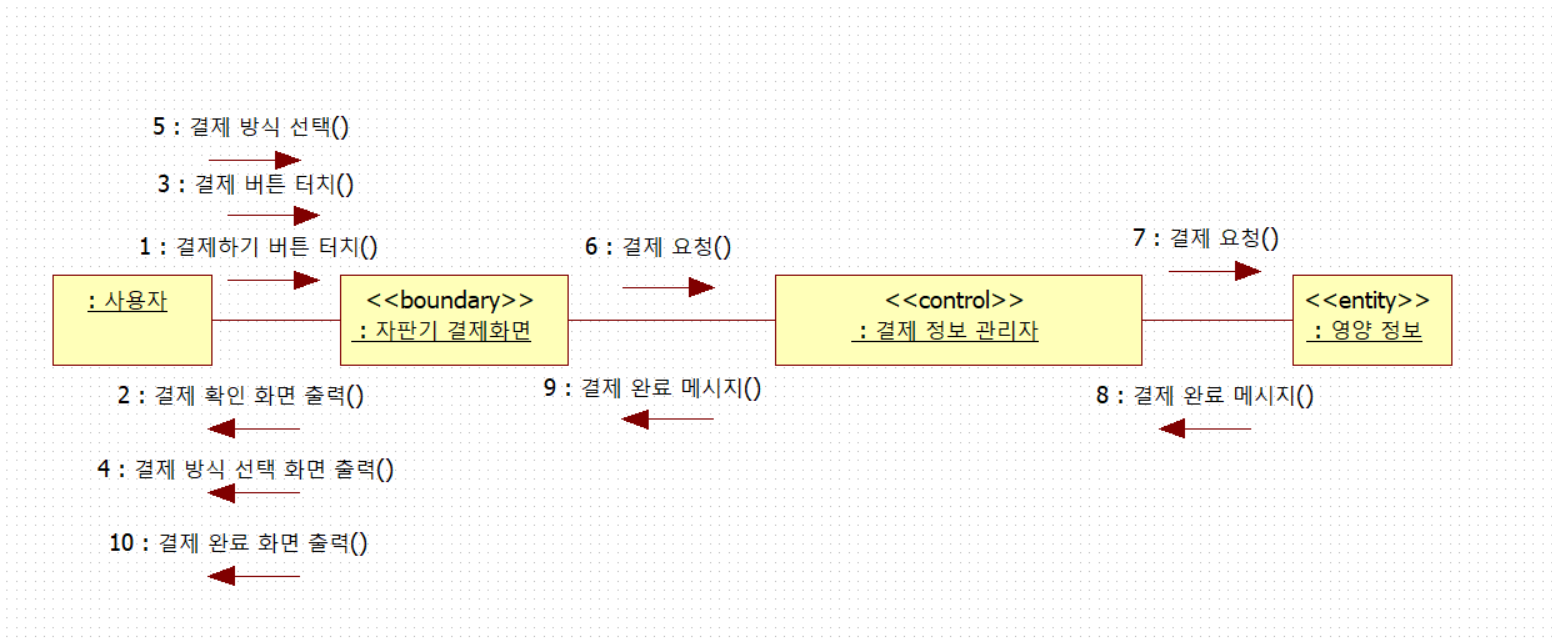 5 : 결제 방식 선택()
3 : 결제 버튼 터치()
1 : 결제하기 버튼 터치()
6 : 결제 요청()
7 : 결제 요청()
: 사용자
<<boundary>>
: 자판기 결제화면
<<control>>
: 결제 정보 관리자
<<entity>>
: 영양 정보
2 : 결제 확인 화면 출력()
9 : 결제 완료 메시지()
8 : 결제 완료 메시지()
4 : 결제 방식 선택 화면 출력()
10 : 결제 완료 화면 출력()